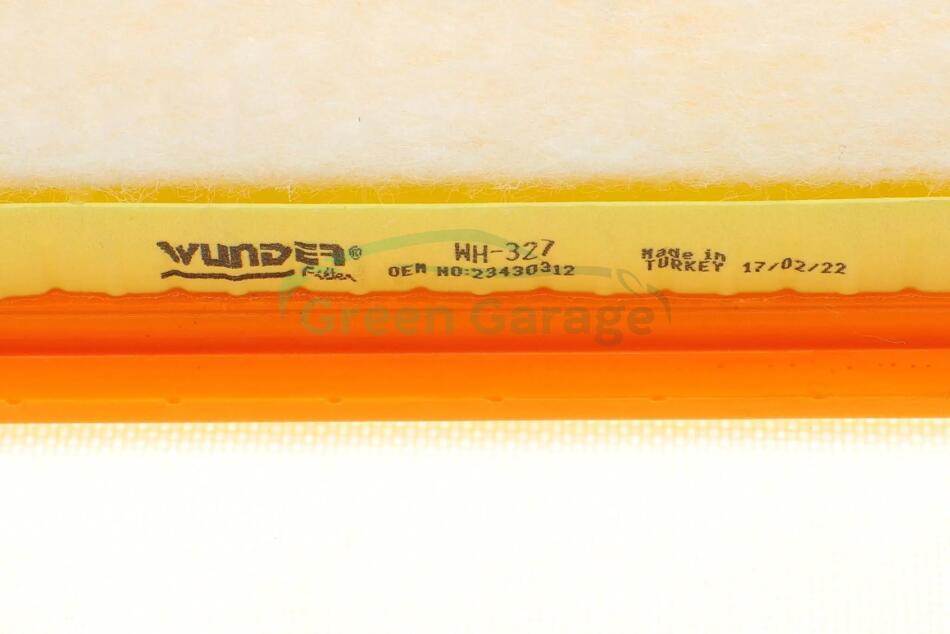 WUNDER® WH-327 Made in
Filter OEM NO:23430312 TURKEY 17/02/22
Green Garage